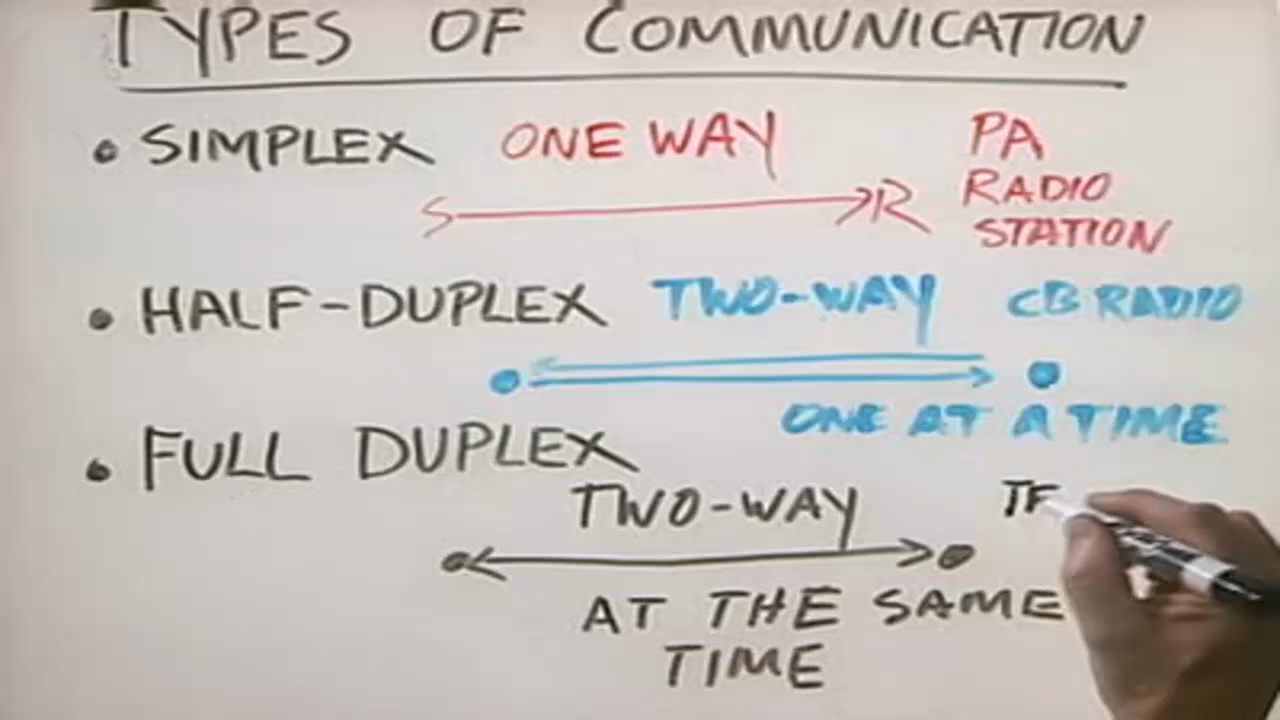 TYPES OF COMMUNICATION
• SIMPLEX ONE WAY PA
RADIO
S R
STATION
• HALF-DUPLEX TWO-WAY CB RADIO
ONE AT A TIME
• FULL DUPLEX
TWO-WAY
AT THE SAME
TIME